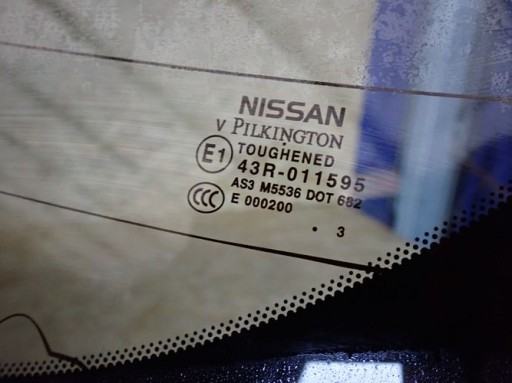 NISSAN
V PILKINGTON
E1 TOUGHENED
43R-011595
CCC AS3 M5536 DOT 682
E 000200
. 3